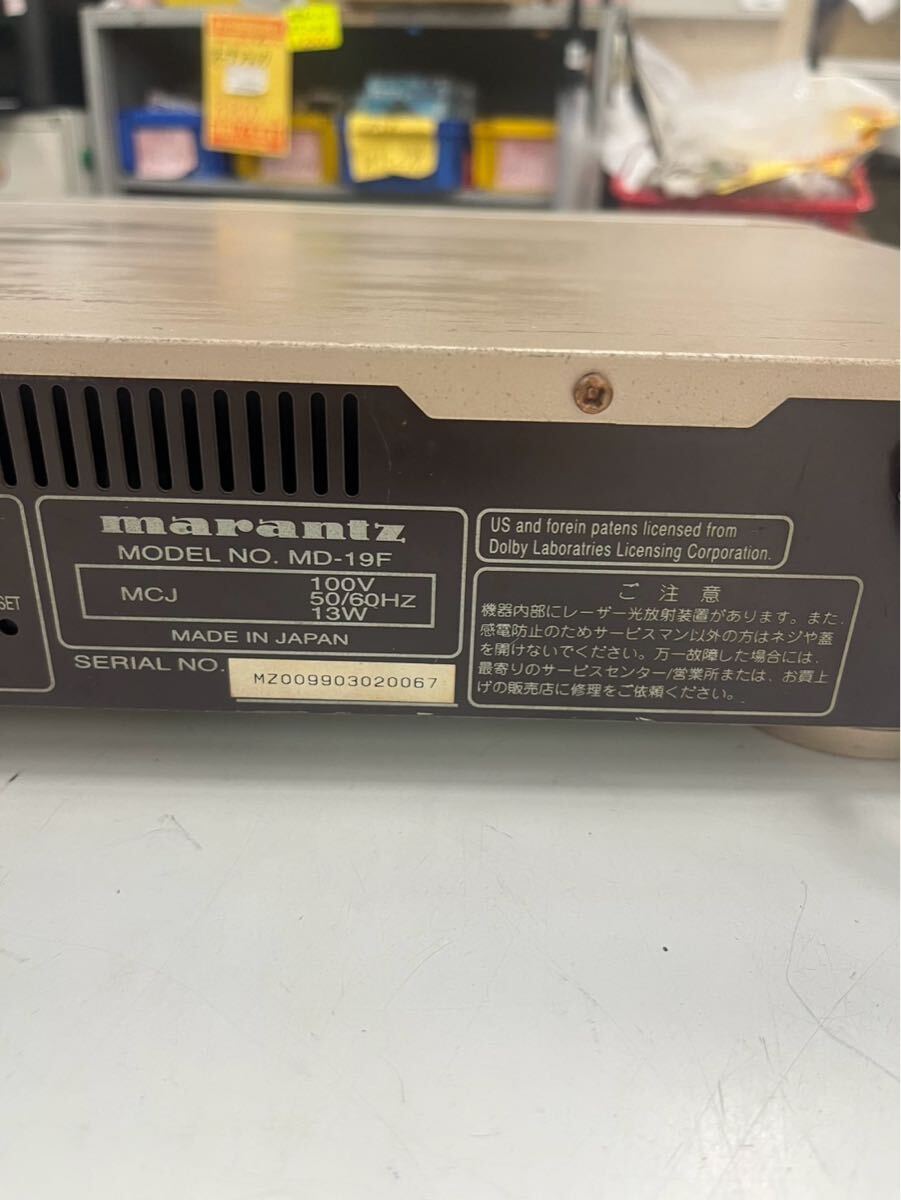 marantz
MODEL NO. MD-19F
MCJ
100V
50/60HZ
13W
MADE IN JAPAN
SERIAL NO.
MZ009903020067
SET
US and forein patens licensed from
Dolby Laboratries Licensing Corporation.
ご注意
機器内部にレーザー光放射装置があります。また、
感電防止のためサービスマン以外の方はネジや蓋
を開けないでください。万一故障した場合には、
最寄りのサービスセンター/営業所または、お買上
げの販売店に修理をご依頼ください。